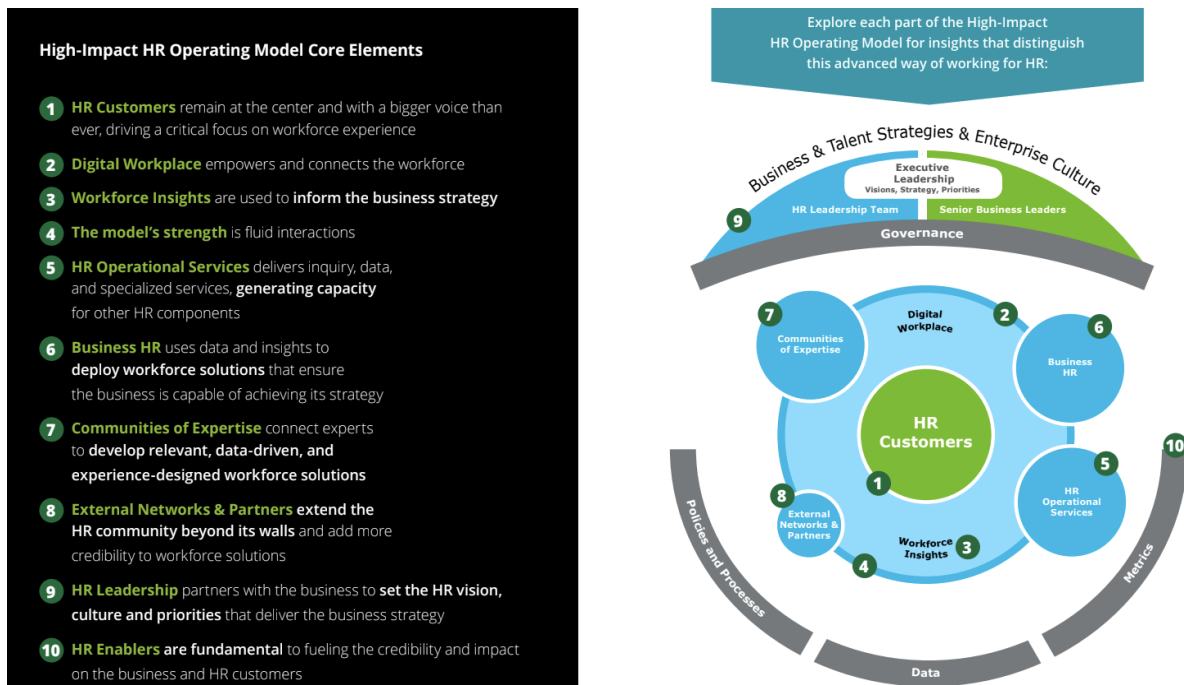 High-Impact HR Operating Model Core Elements
1 HR Customers remain at the center and with a bigger voice than
ever, driving a critical focus on workforce experience
2 Digital Workplace empowers and connects the workforce
3 Workforce Insights are used to inform the business strategy
4 The model's strength is fluid interactions
5 HR Operational Services delivers inquiry, data,
and specialized services, generating capacity
for other HR components
6 Business HR uses data and insights to
deploy workforce solutions that ensure
the business is capable of achieving its strategy
7 Communities of Expertise connect experts
to develop relevant, data-driven, and
experience-designed workforce solutions
8 External Networks & Partners extend the
HR community beyond its walls and add more
credibility to workforce solutions
9 HR Leadership partners with the business to set the HR vision,
culture and priorities that deliver the business strategy
10 HR Enablers are fundamental to fueling the credibility and impact
on the business and HR customers
Explore each part of the High-Impact
HR Operating Model for insights that distinguish
this advanced way of working for HR:
Business & Talent Strategies & Enterprise Culture
Executive
Leadership
Visions, Strategy, Priorities
HR Leadership Team
Senior Business Leaders
9
Governance
7
Communities
of Expertise
Digital
Workplace
2
6
Business
HR
HR
Customers
1
10
5
HR
Operational
Services
8
External
Networks &
Partners
Workforce
Insights
3
4
Policies and Processes
Data
Metrics